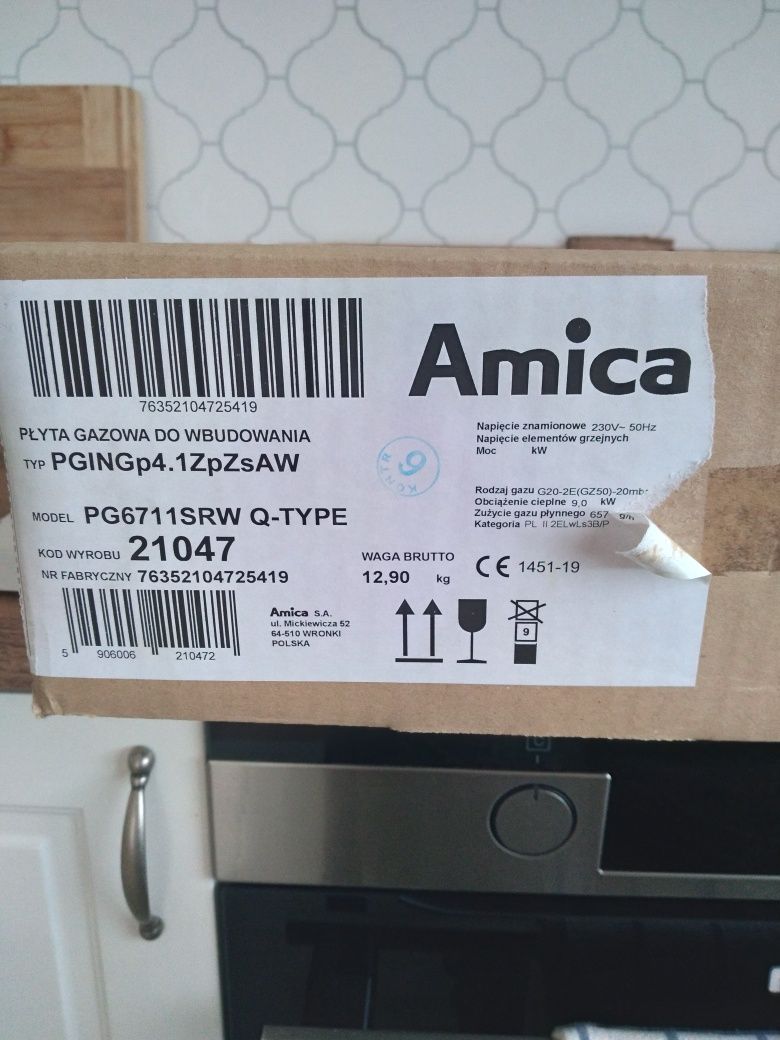 76352104725419
Amica
PŁYTA GAZOWA DO WBUDOWANIA
TYP PGINGp4.1ZpZsAW
KONTR 9
Napięcie znamionowe 230V~ 50Hz
Napięcie elementów grzejnych
Moc kW
Rodzaj gazu G20-2E(GZ50)-20mb
Obciążenie cieplne 9,0 kW
Zużycie gazu płynnego 657 g/h
Kategoria PL II 2ELwLs3B/P
MODEL PG6711SRW Q-TYPE
KOD WYROBU 21047
NR FABRYCZNY 76352104725419
WAGA BRUTTO
12,90 kg
CE 1451-19
5 906006 210472
Amica S.A.
ul. Mickiewicza 52
64-510 WRONKI
POLSKA
9